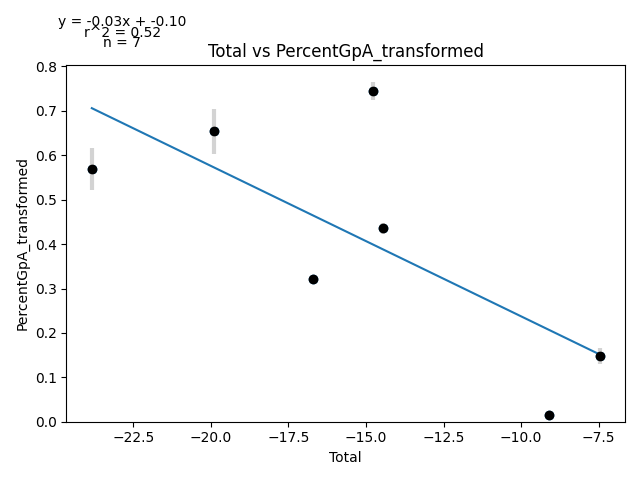 y = -0.03x + -0.10
r^2 = 0.52
n = 7
Total vs PercentGpA_transformed
0.8
0.7
0.6
0.5
0.4
0.3
0.2
0.1
0.0
PercentGpA_transformed
−22.5 −20.0 −17.5 −15.0 −12.5 −10.0 −7.5
Total